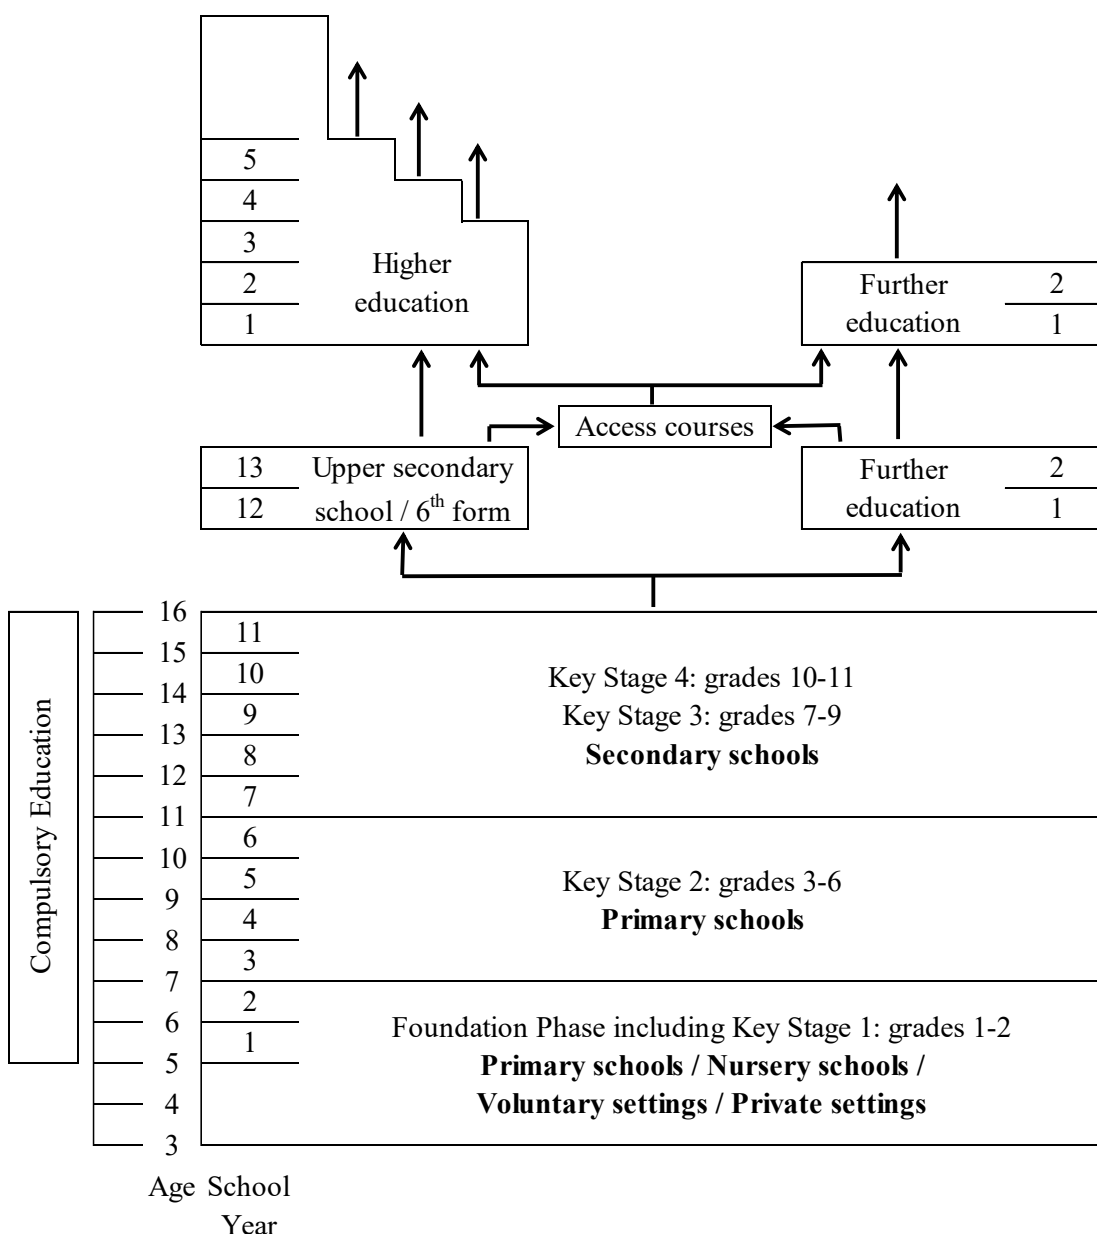 5
4
3
2
1
Higher
education
Further
education
2
1
Access courses
13
12
Upper secondary
school / 6th form
Further
education
2
1
Compulsory Education
16
15
14
13
12
11
10
9
8
7
6
5
4
3
11
10
9
8
7
6
5
4
3
2
1
Key Stage 4: grades 10-11
Key Stage 3: grades 7-9
Secondary schools
Key Stage 2: grades 3-6
Primary schools
Foundation Phase including Key Stage 1: grades 1-2
Primary schools / Nursery schools /
Voluntary settings / Private settings
Age School
Year